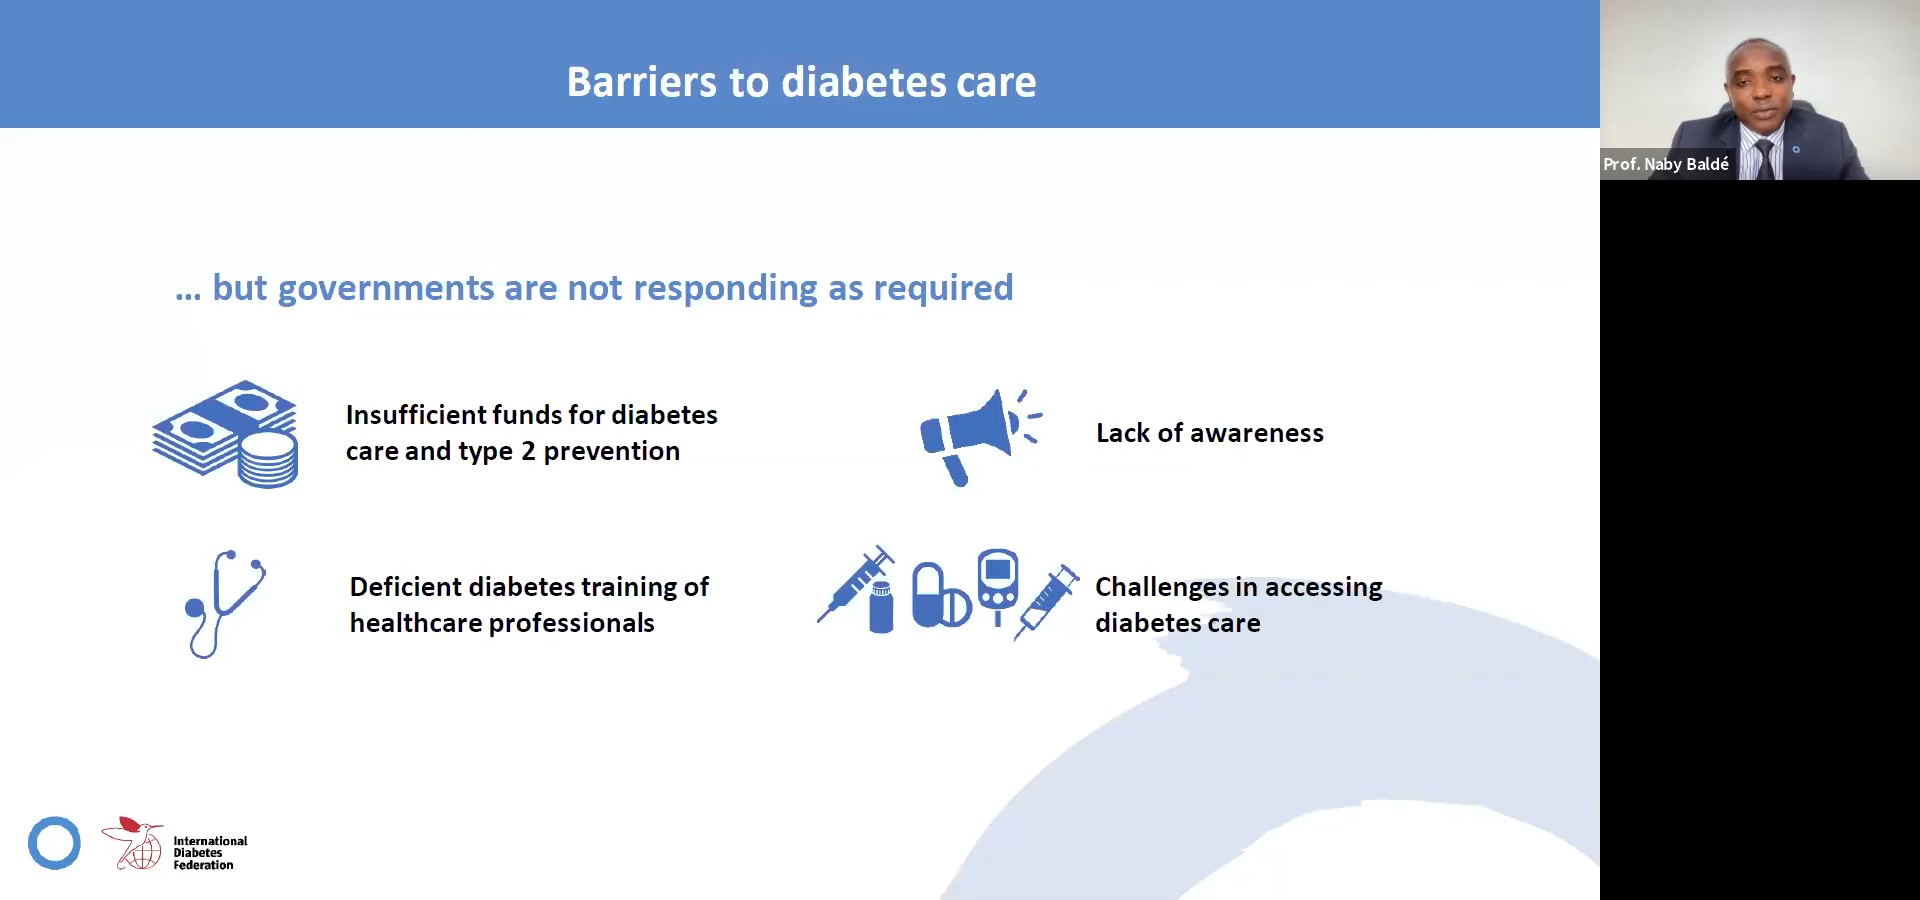 Barriers to diabetes care
Prof. Naby Baldé
... but governments are not responding as required
Insufficient funds for diabetes
care and type 2 prevention
Lack of awareness
Deficient diabetes training of
healthcare professionals
Challenges in accessing
diabetes care
International
Diabetes
Federation